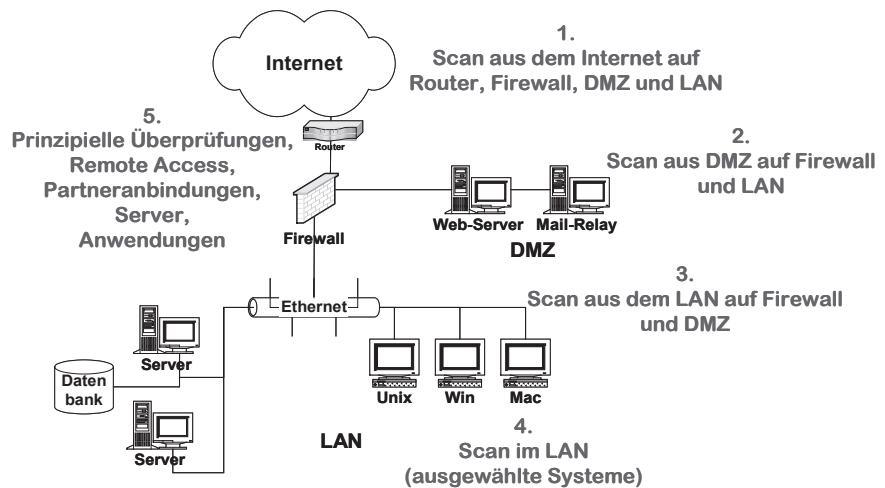 1.
Scan aus dem Internet auf
Router, Firewall, DMZ und LAN
Internet
5.
Prinzipielle Überprüfungen,
Remote Access,
Partneranbindungen,
Server,
Anwendungen
Router
2.
Scan aus DMZ auf Firewall
und LAN
Firewall
Web-Server
Mail-Relay
DMZ
3.
Scan aus dem LAN auf Firewall
und DMZ
Ethernet
Server
Daten
bank
Server
Unix
Win
Mac
LAN
4.
Scan im LAN
(ausgewählte Systeme)